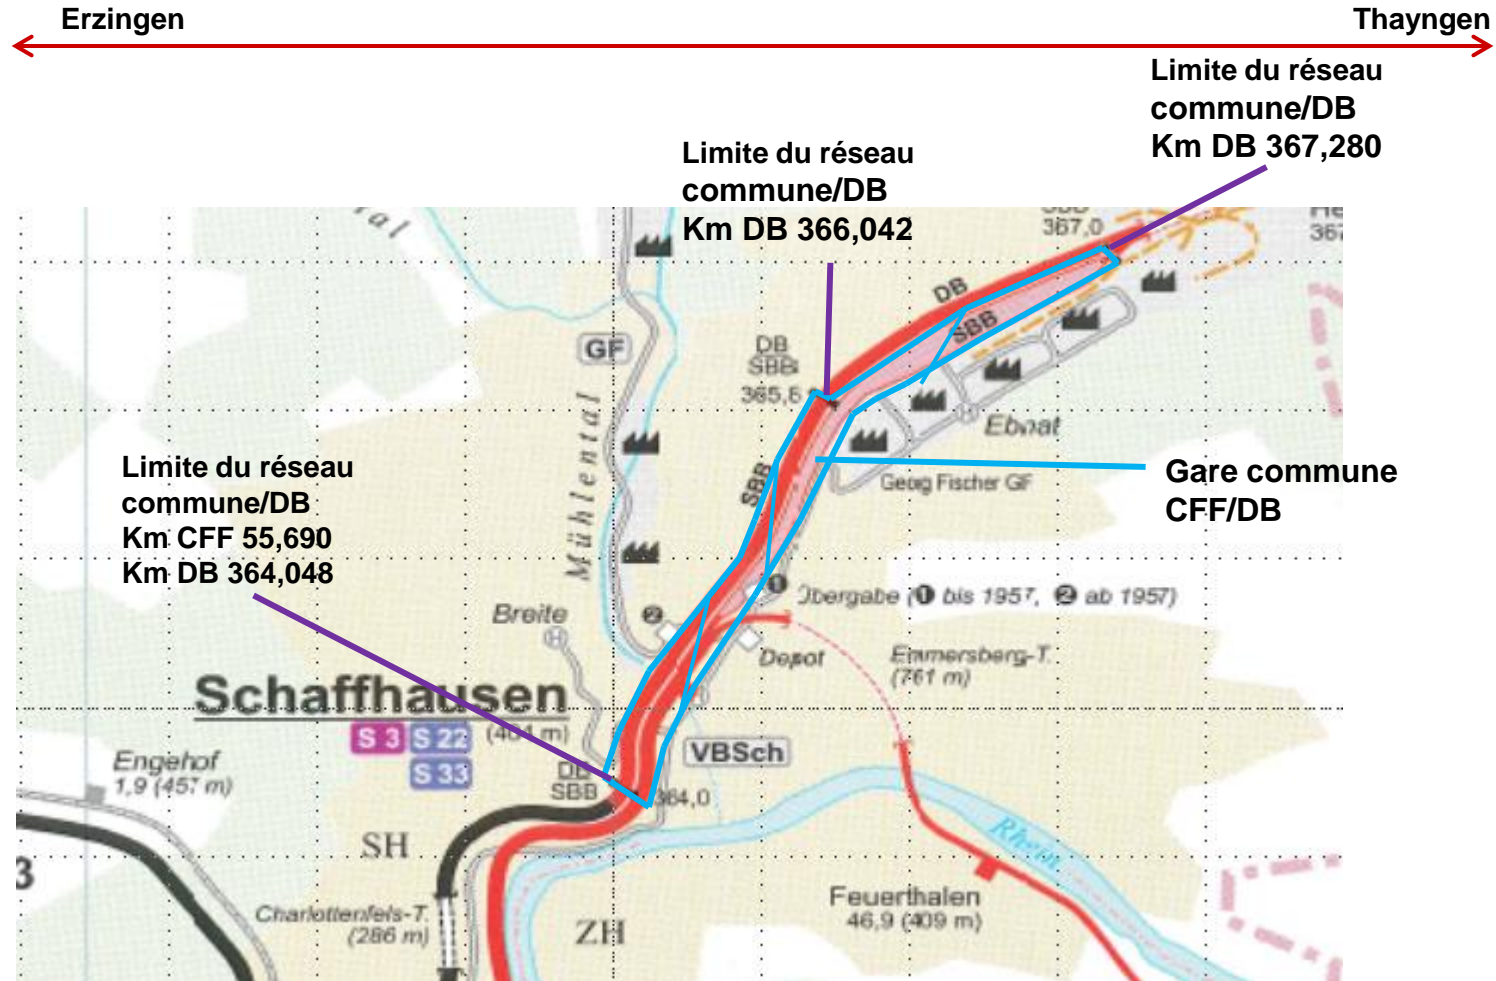 Erzingen
Thayngen
Limite du réseau
commune/DB
Km DB 367,280
Limite du réseau
commune/DB
Km DB 366,042
367,0
DB
SBB
GF
DB
SBB
365,6
Mühlental
SBB
Ebnat
Georg Fischer GF
Gare commune
CFF/DB
Limite du réseau
commune/DB
Km CFF 55,690
Km DB 364,048
Übergabe (❶ bis 1957, ❷ ab 1957)
❶
❷
Breite
H
H
Depot
Emmersberg-T.
(761 m)
Schaffhausen
S 3 S 22
S 33
(404 m)
VBSch
Engehof
1,9 (457 m)
DB
SBB
364,0
SH
Rhein
3
Charlottenfels-T.
(286 m)
ZH
Feuerthalen
46,9 (409 m)